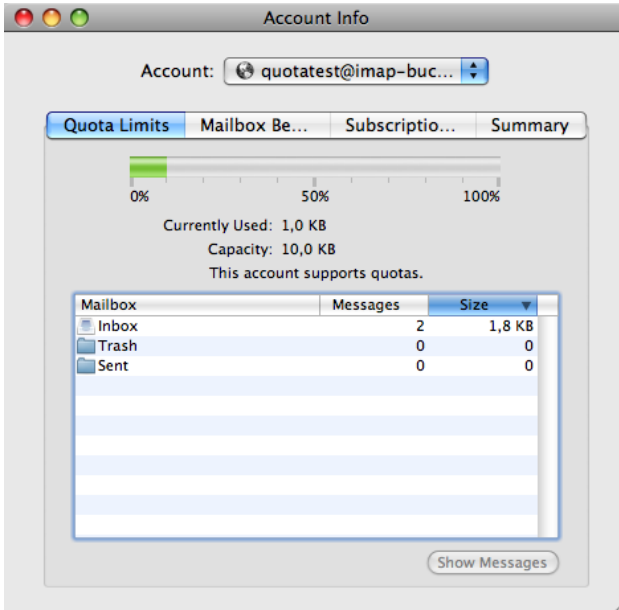 Account Info
Account: quotatest@imap-buc...
Quota Limits Mailbox Be... Subscriptio... Summary
0% 50% 100%
Currently Used: 1,0 KB
Capacity: 10,0 KB
This account supports quotas.
Mailbox Messages Size
Inbox 2 1,8 KB
Trash 0 0
Sent 0 0
Show Messages